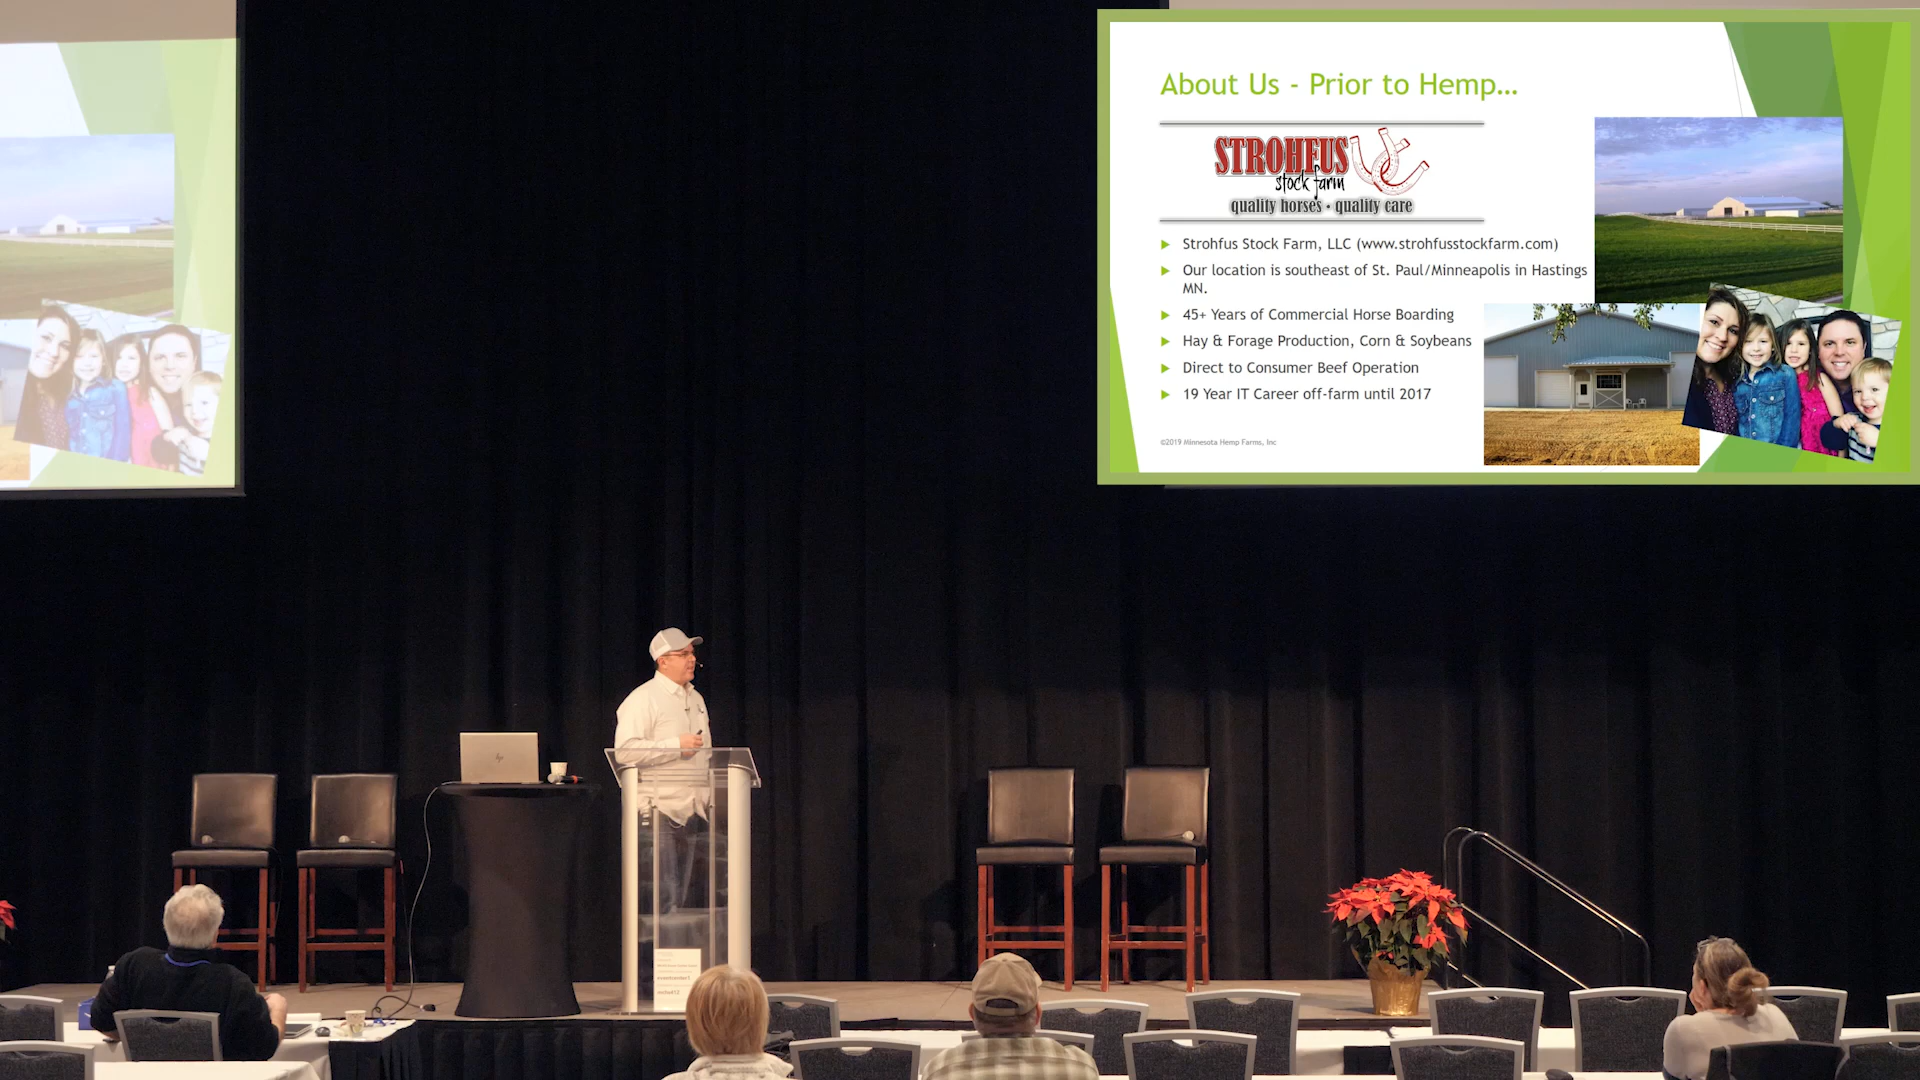 About Us - Prior to Hemp...
STROHFUS
stock farm
quality horses • quality care
Strohfus Stock Farm, LLC (www.strohfusstockfarm.com)
Our location is southeast of St. Paul/Minneapolis in Hastings
MN.
45+ Years of Commercial Horse Boarding
Hay & Forage Production, Corn & Soybeans
Direct to Consumer Beef Operation
19 Year IT Career off-farm until 2017
©2019 Minnesota Hemp Farms, Inc
hp